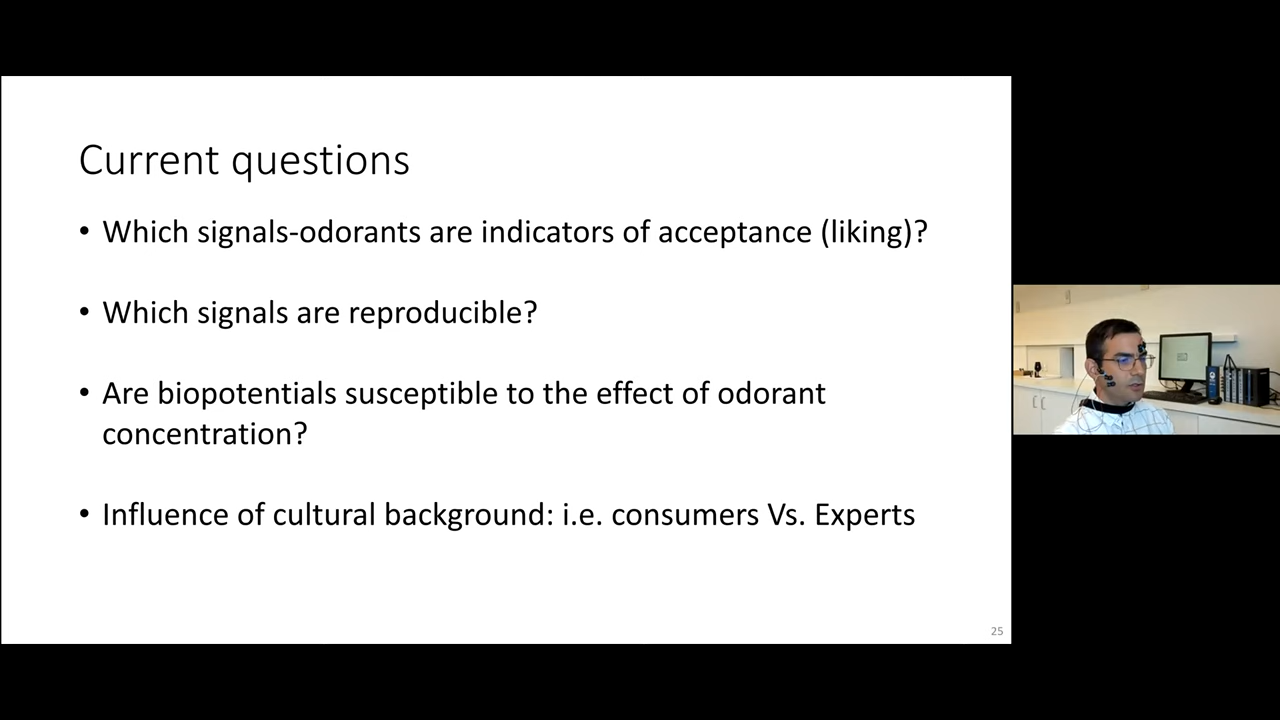 Current questions
• Which signals-odorants are indicators of acceptance (liking)?
• Which signals are reproducible?
• Are biopotentials susceptible to the effect of odorant
concentration?
• Influence of cultural background: i.e. consumers Vs. Experts
25